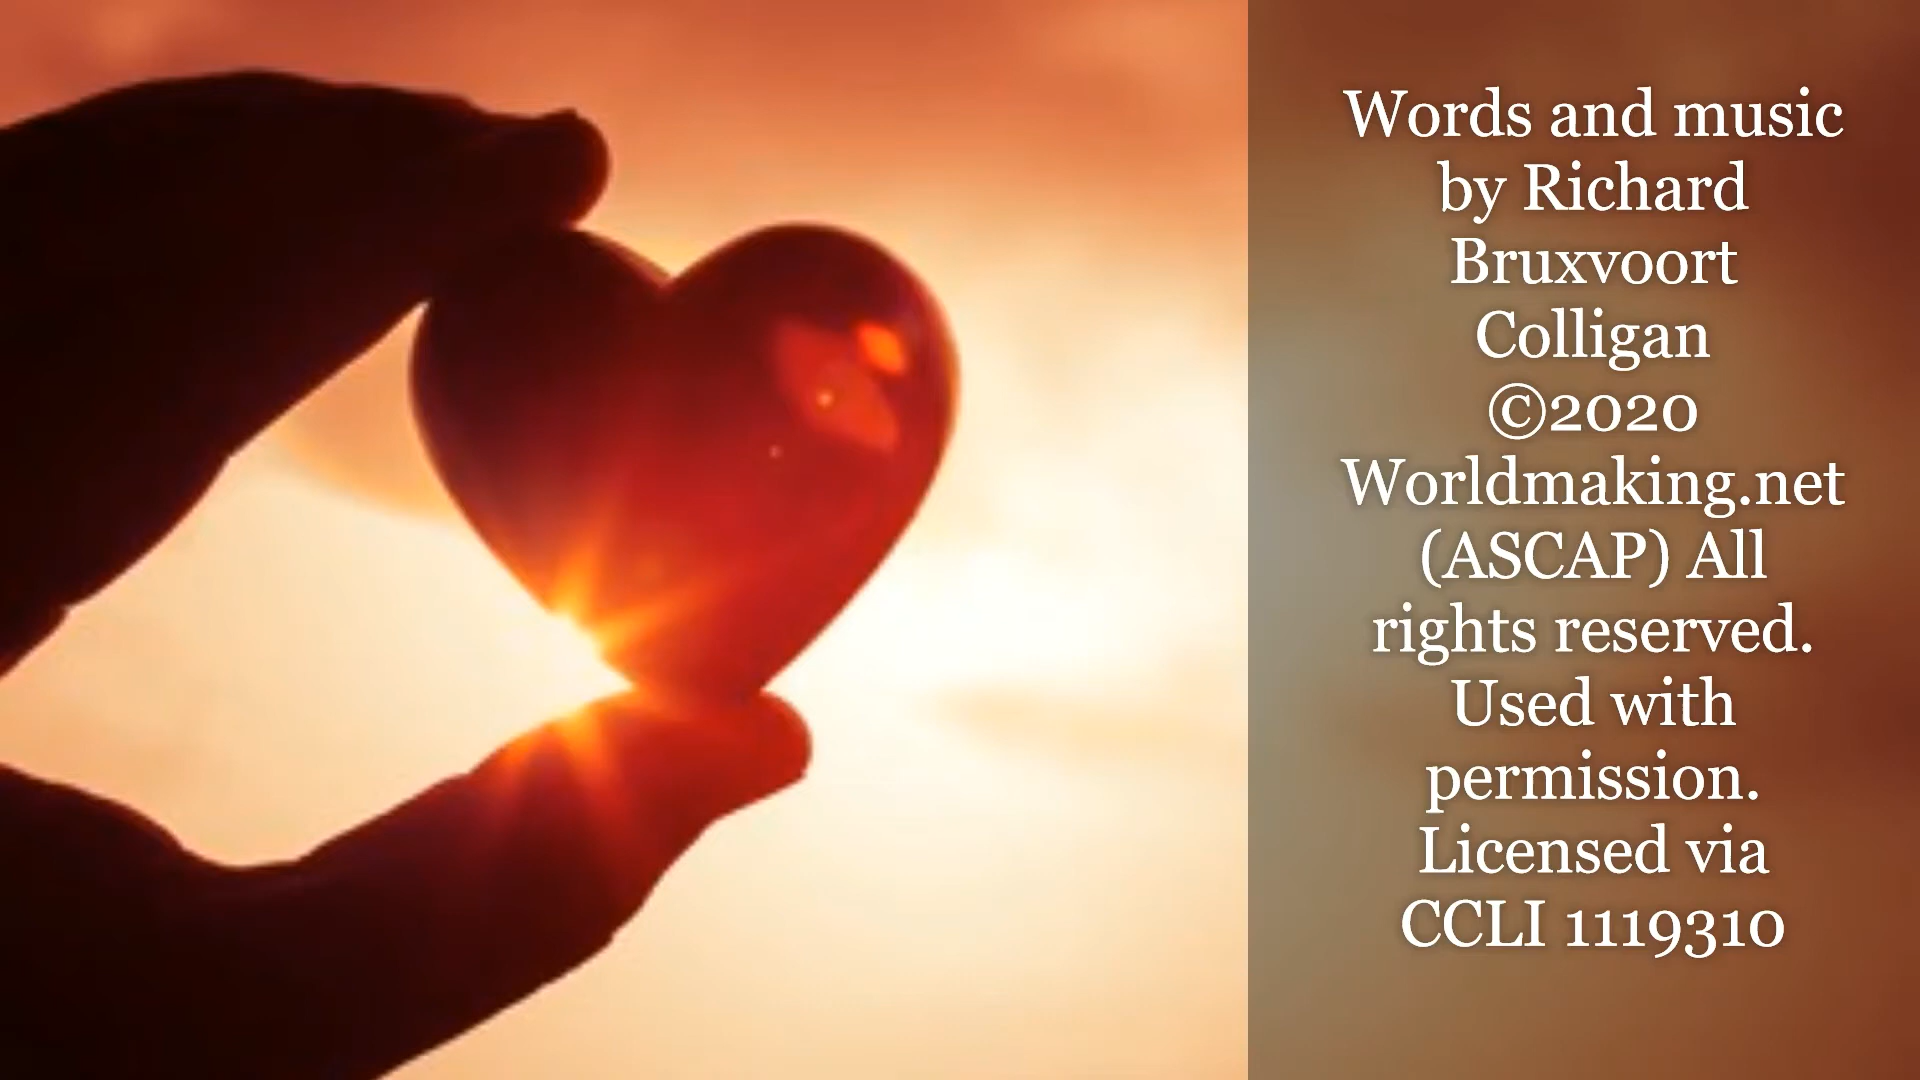 Words and music
by Richard
Bruxvoort
Colligan
©2020
Worldmaking.net
(ASCAP) All
rights reserved.
Used with
permission.
Licensed via
CCLI 1119310